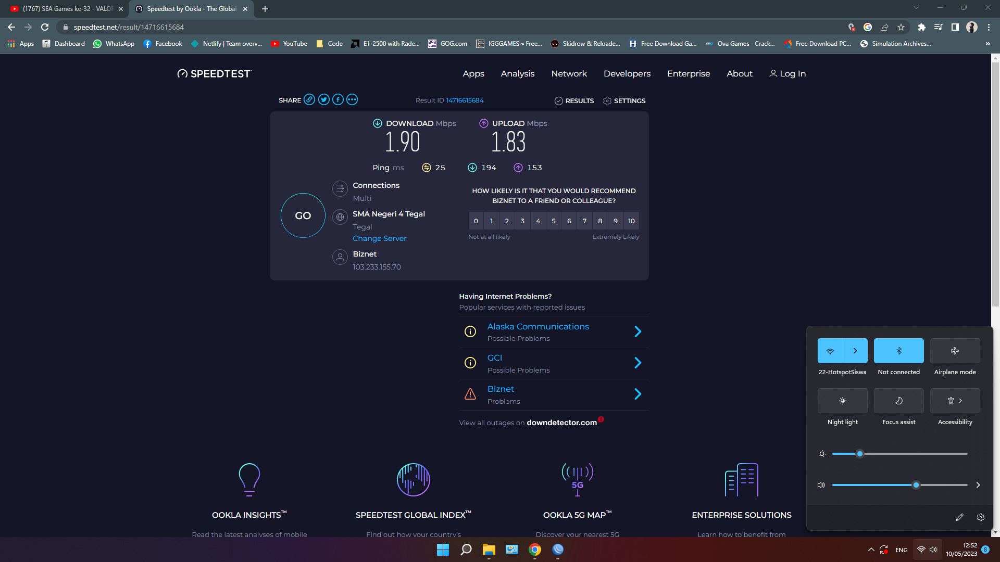 (1767) SEA Games ke-32 - VALOR
Speedtest by Ookla - The Global
speedtest.net/result/14716615684
Apps
Dashboard
WhatsApp
Facebook
Netlify | Team overv...
YouTube
Code
E1-2500 with Rade...
GOG.com
IGGGAMES » Free...
Skidrow & Reloade...
Free Download Ga...
Ova Games - Crack...
Free Download PC...
Simulation Archives...
»
SPEEDTEST
Apps
Analysis
Network
Developers
Enterprise
About
Log In
SHARE
Result ID 14716615684
RESULTS
SETTINGS
DOWNLOAD Mbps
UPLOAD Mbps
1.90
1.83
Ping ms
25
194
153
GO
Connections
Multi
SMA Negeri 4 Tegal
Tegal
Change Server
Biznet
103.233.155.70
HOW LIKELY IS IT THAT YOU WOULD RECOMMEND
BIZNET TO A FRIEND OR COLLEAGUE?
0 1 2 3 4 5 6 7 8 9 10
Not at all likely
Extremely Likely
Having Internet Problems?
Popular services with reported issues
Alaska Communications
Possible Problems
GCI
Possible Problems
Biznet
Problems
View all outages on downdetector.com
22-HotspotSiswa
Not connected
Airplane mode
Night light
Focus assist
Accessibility
5G
OOKLA INSIGHTS™
SPEEDTEST GLOBAL INDEX™
OOKLA 5G MAP™
ENTERPRISE SOLUTIONS
Read the latest analyses of mobile
Find out how your country's
Discover your nearest 5G
Learn how to benefit from
ENG
12:52
10/05/2023
8